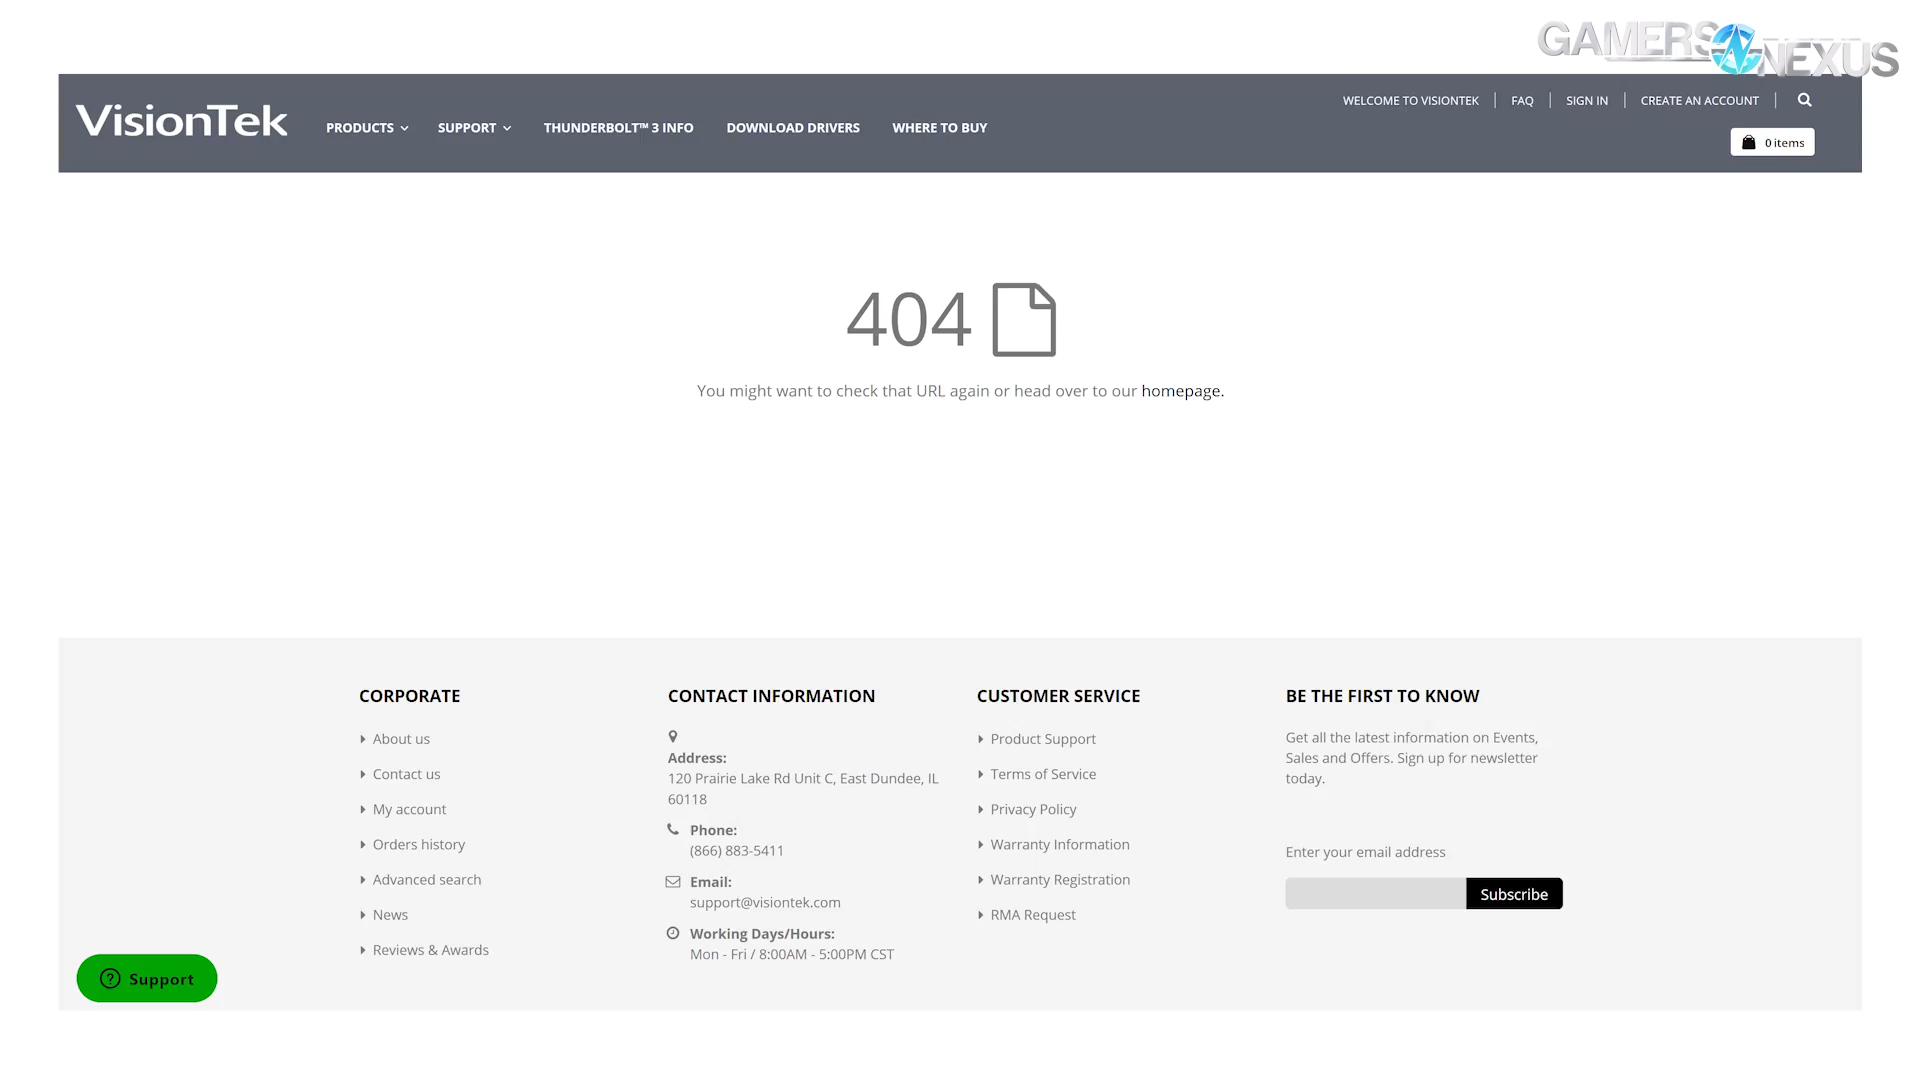 GAMERS NEXUS
VisionTek
PRODUCTS
SUPPORT
THUNDERBOLT™ 3 INFO
DOWNLOAD DRIVERS
WHERE TO BUY
WELCOME TO VISIONTEK
FAQ
SIGN IN
CREATE AN ACCOUNT
0 items
404
You might want to check that URL again or head over to our homepage.
CORPORATE
About us
Contact us
My account
Orders history
Advanced search
News
Reviews & Awards
CONTACT INFORMATION
Address:
120 Prairie Lake Rd Unit C, East Dundee, IL
60118
Phone:
(866) 883-5411
Email:
support@visiontek.com
Working Days/Hours:
Mon - Fri / 8:00AM - 5:00PM CST
CUSTOMER SERVICE
Product Support
Terms of Service
Privacy Policy
Warranty Information
Warranty Registration
RMA Request
BE THE FIRST TO KNOW
Get all the latest information on Events,
Sales and Offers. Sign up for newsletter
today.
Enter your email address
Subscribe
? Support